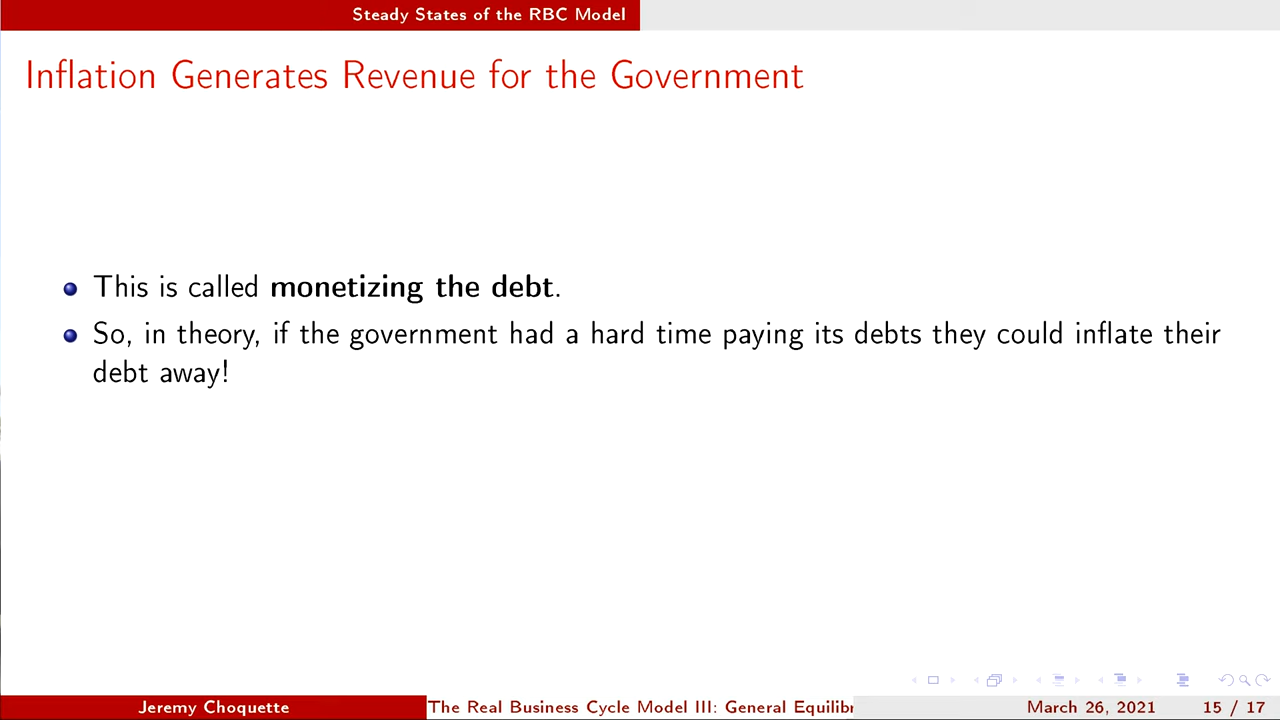 Steady States of the RBC Model
Inflation Generates Revenue for the Government
This is called monetizing the debt.
So, in theory, if the government had a hard time paying its debts they could inflate their
debt away!
Jeremy Choquette
The Real Business Cycle Model III: General Equilibr
March 26, 2021
15 / 17